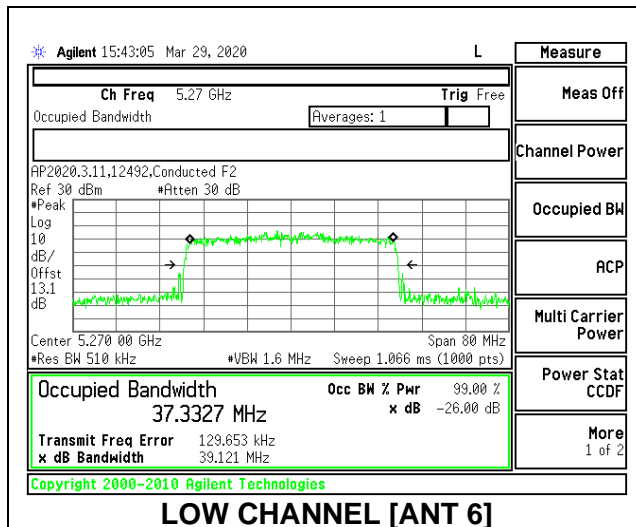 Agilent 15:43:05 Mar 29, 2020 L
Measure
Ch Freq 5.27 GHz Trig Free
Occupied Bandwidth Averages: 1
Meas Off
Channel Power
Occupied BW
ACP
Multi Carrier
Power
Power Stat
CCDF
More
1 of 2
AP2020.3.11,12492,Conducted F2
Ref 30 dBm #Atten 30 dB
#Peak
Log
10
dB/
Offst
13.1
dB
Center 5.270 00 GHz Span 80 MHz
#Res BW 510 kHz #VBW 1.6 MHz Sweep 1.066 ms (1000 pts)
Occupied Bandwidth Occ BW % Pwr 99.00 %
37.3327 MHz x dB -26.00 dB
Transmit Freq Error 129.653 kHz
x dB Bandwidth 39.121 MHz
Copyright 2000-2010 Agilent Technologies
LOW CHANNEL [ANT 6]